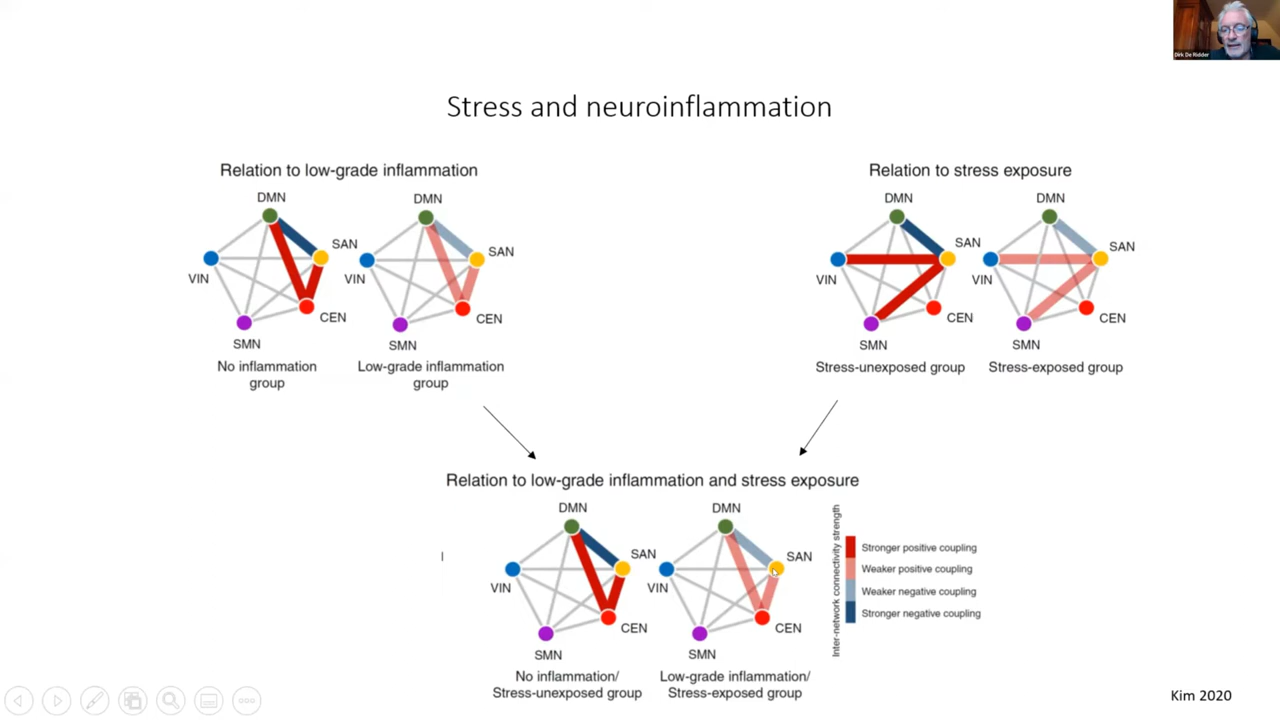 Dirk De Ridder
Stress and neuroinflammation
Relation to low-grade inflammation
DMN
SAN
VIN
CEN
SMN
No inflammation
group
DMN
SAN
VIN
CEN
SMN
Low-grade inflammation
group
Relation to stress exposure
DMN
SAN
VIN
CEN
SMN
Stress-unexposed group
DMN
SAN
VIN
CEN
SMN
Stress-exposed group
Relation to low-grade inflammation and stress exposure
DMN
SAN
VIN
CEN
SMN
No inflammation/
Stress-unexposed group
DMN
SAN
VIN
CEN
SMN
Low-grade inflammation/
Stress-exposed group
Inter-network connectivity strength
Stronger positive coupling
Weaker positive coupling
Weaker negative coupling
Stronger negative coupling
Kim 2020